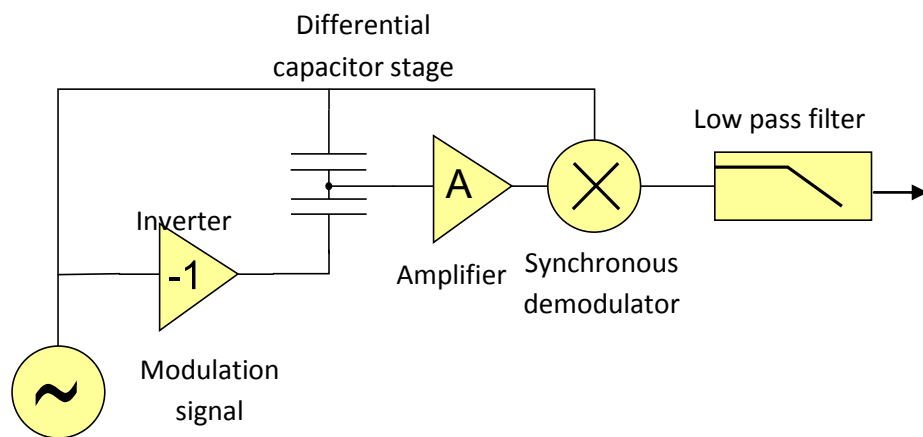 Differential
capacitor stage
Low pass filter
A
Inverter
-1
Amplifier
Synchronous
demodulator
~
Modulation
signal